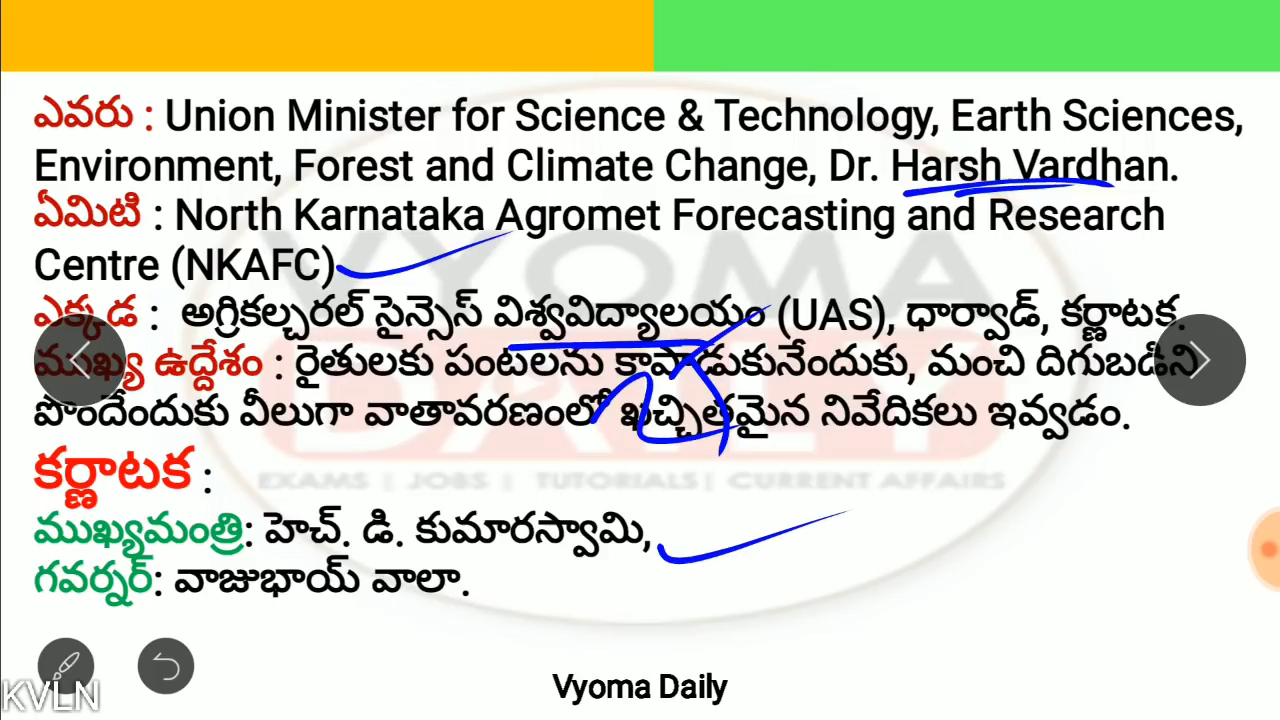 ఎవరు : Union Minister for Science & Technology, Earth Sciences,
Environment, Forest and Climate Change, Dr. Harsh Vardhan.
ఏమిటి : North Karnataka Agromet Forecasting and Research
Centre (NKAFC)
ఎక్కడ : అగ్రికల్చరల్ సైన్సెస్ విశ్వవిద్యాలయం (UAS), ధార్వాడ్, కర్ణాటక.
ముఖ్య ఉద్దేశం : రైతులకు పంటలను కాపాడుకునేందుకు, మంచి దిగుబడిని
పొందేందుకు వీలుగా వాతావరణంలో ఖచ్చితమైన నివేదికలు ఇవ్వడం.
VYOMA
DAILY
EXAMS | JOBS | TUTORIALS | CURRENT AFFAIRS
కర్ణాటక :
ముఖ్యమంత్రి: హెచ్. డి. కుమారస్వామి,
గవర్నర్: వాజుభాయ్ వాలా.
KVLN
Vyoma Daily